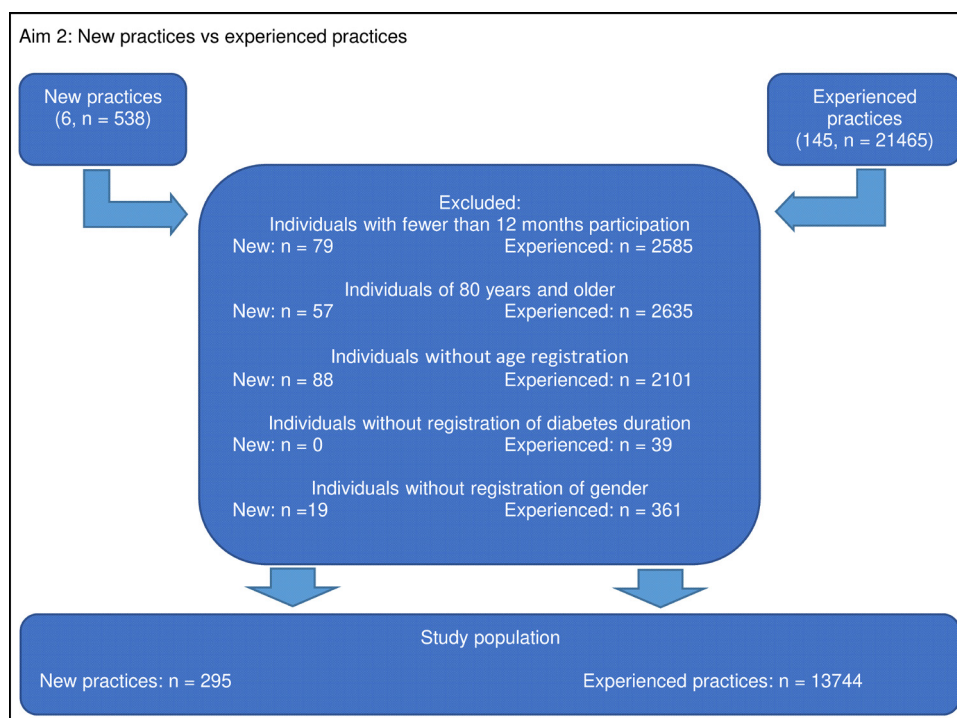 Aim 2: New practices vs experienced practices
New practices
(6, n = 538)
Experienced
practices
(145, n = 21465)
Excluded:
Individuals with fewer than 12 months participation
New: n = 79 Experienced: n = 2585
Individuals of 80 years and older
New: n = 57 Experienced: n = 2635
Individuals without age registration
New: n = 88 Experienced: n = 2101
Individuals without registration of diabetes duration
New: n = 0 Experienced: n = 39
Individuals without registration of gender
New: n =19 Experienced: n = 361
Study population
New practices: n = 295 Experienced practices: n = 13744